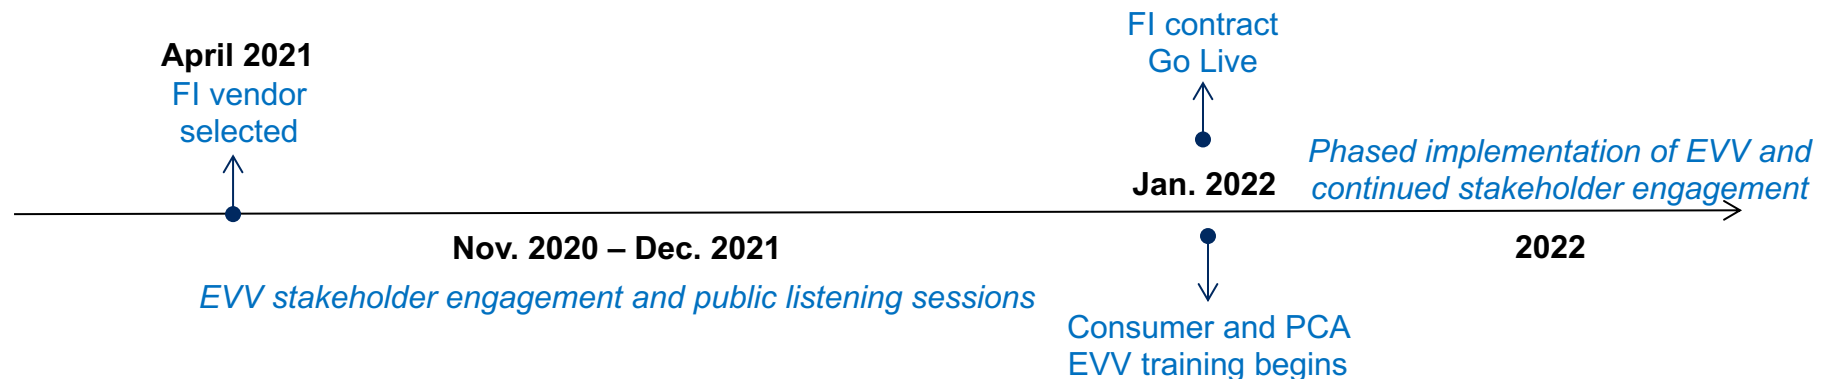 April 2021
FI vendor
selected
FI contract
Go Live
Jan. 2022
Phased implementation of EVV and
continued stakeholder engagement
Nov. 2020 – Dec. 2021
EVV stakeholder engagement and public listening sessions
2022
Consumer and PCA
EVV training begins